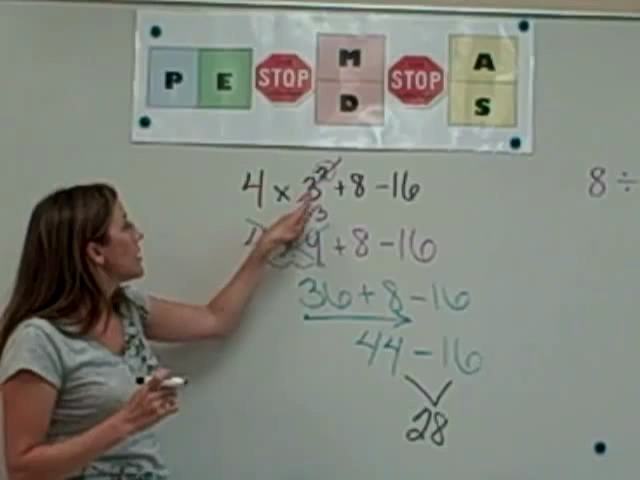 P E STOP M D STOP A S
4 × 3² + 8 - 16
8 ÷
9 + 8 - 16
36 + 8 - 16
44 - 16
28